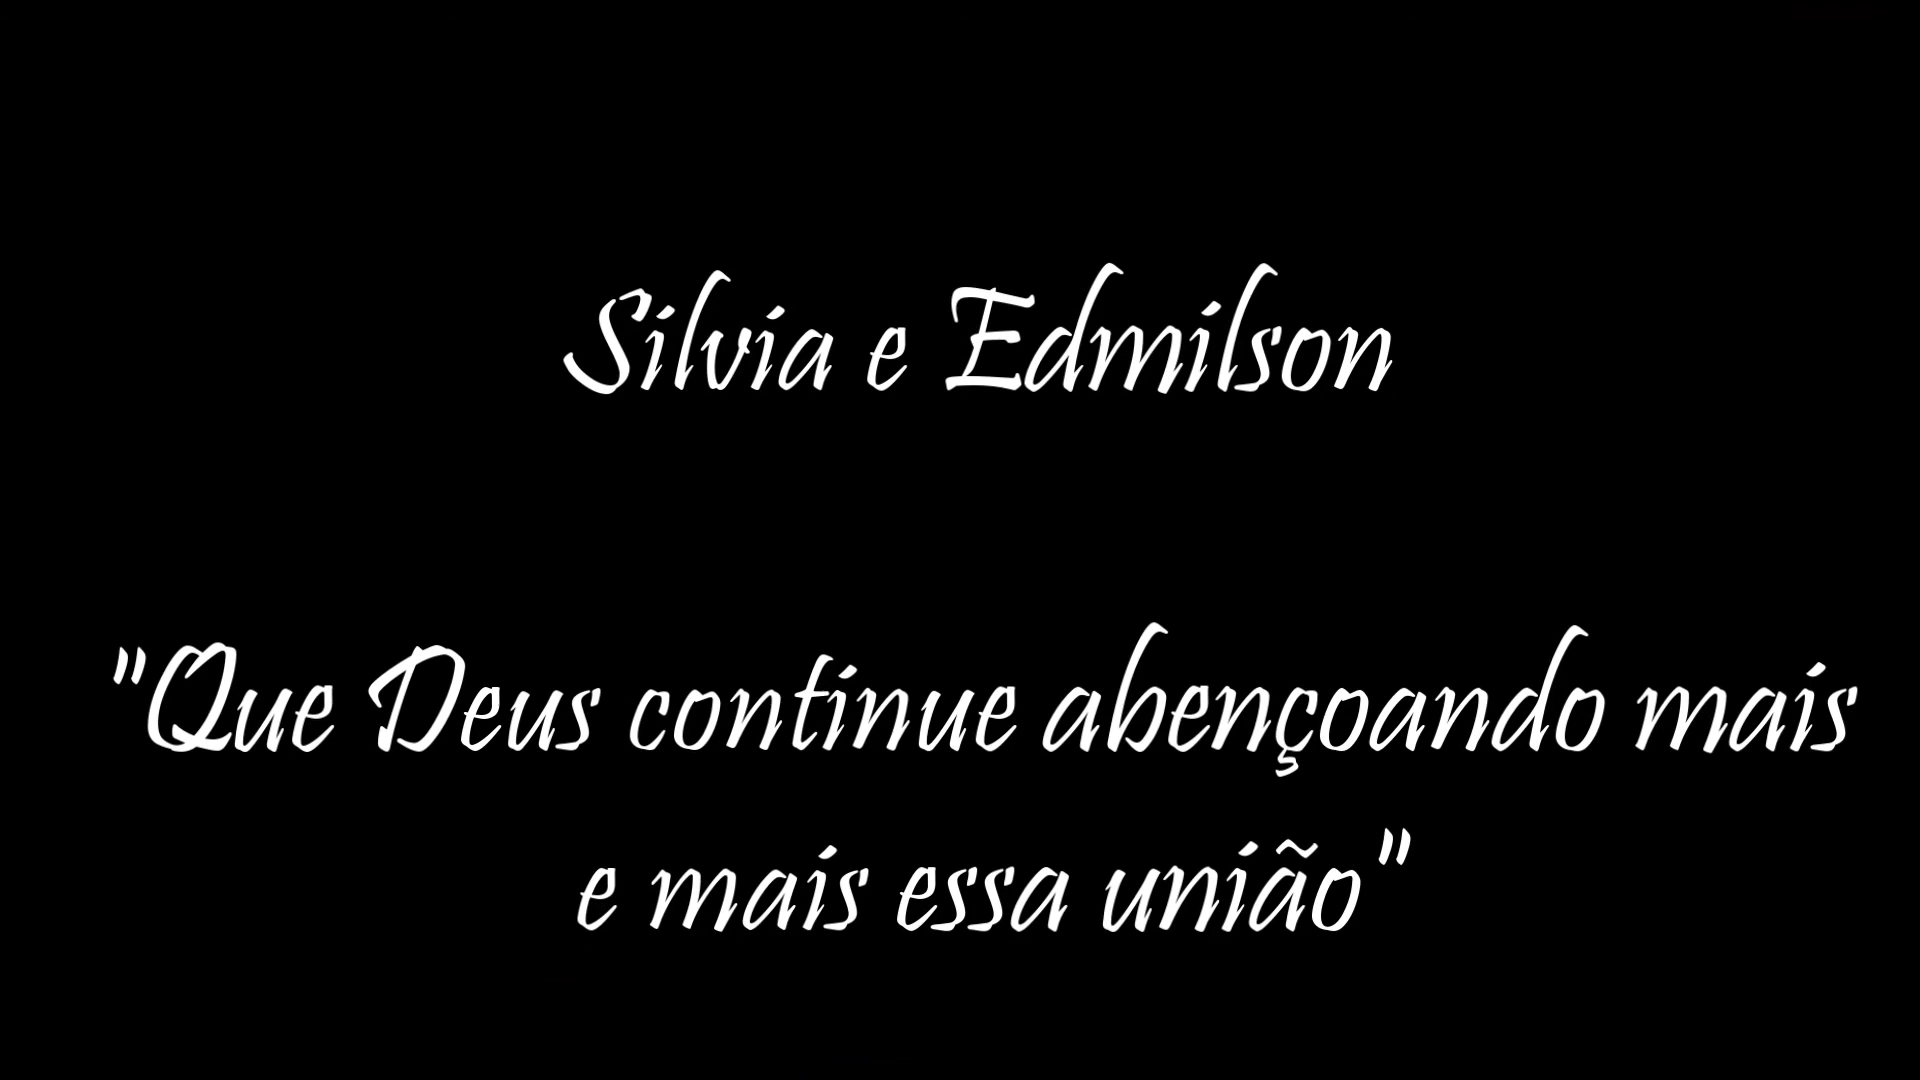 Silvia e Edmilson
"Que Deus continue abençoando mais
e mais essa união"